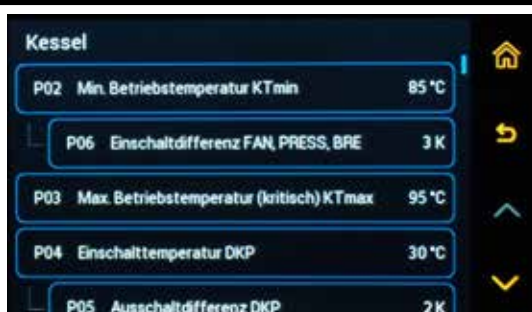 Kessel
P02 Min. Betriebstemperatur KTmin 85 °C
P06 Einschaltdifferenz FAN, PRESS, BRE 3 K
P03 Max. Betriebstemperatur (kritisch) KTmax 95 °C
P04 Einschalttemperatur DKP 30 °C
P05 Ausschaltdifferenz DKP 2 K